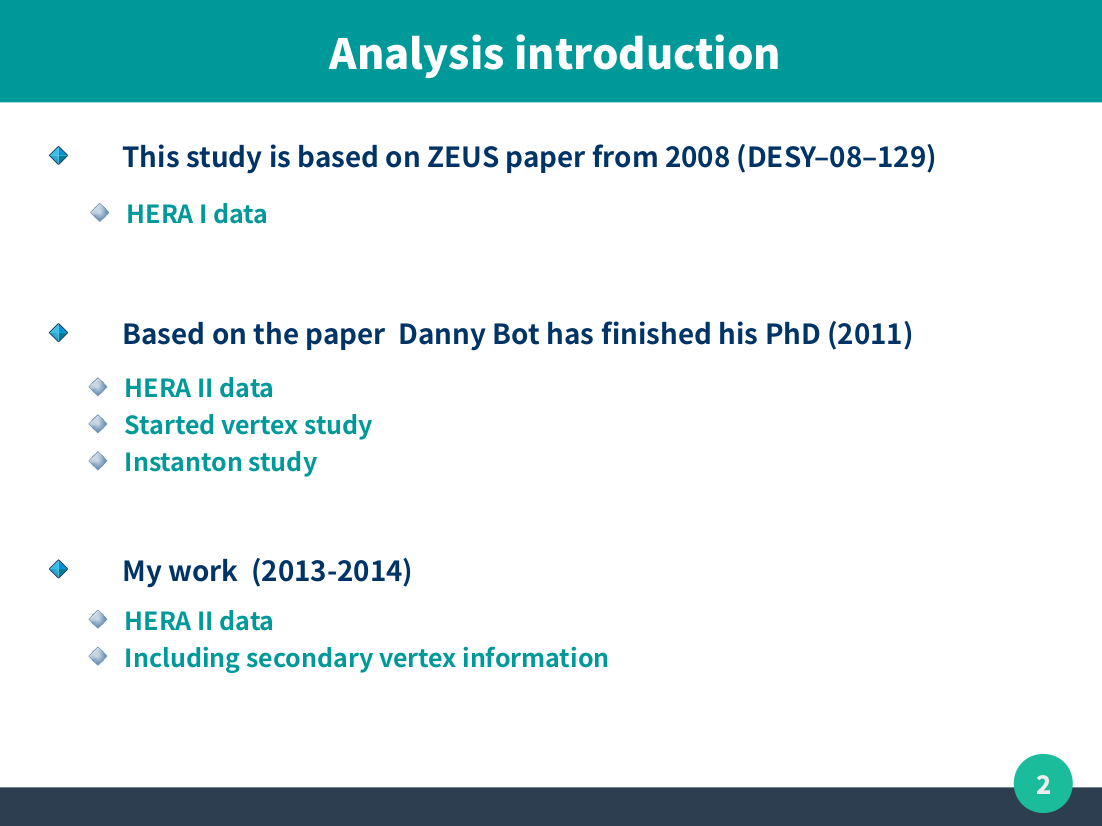 Analysis introduction
This study is based on ZEUS paper from 2008 (DESY–08–129)
HERA I data
Based on the paper  Danny Bot has finished his PhD (2011)
HERA II data
Started vertex study
Instanton study
My work  (2013-2014)
HERA II data
Including secondary vertex information
2